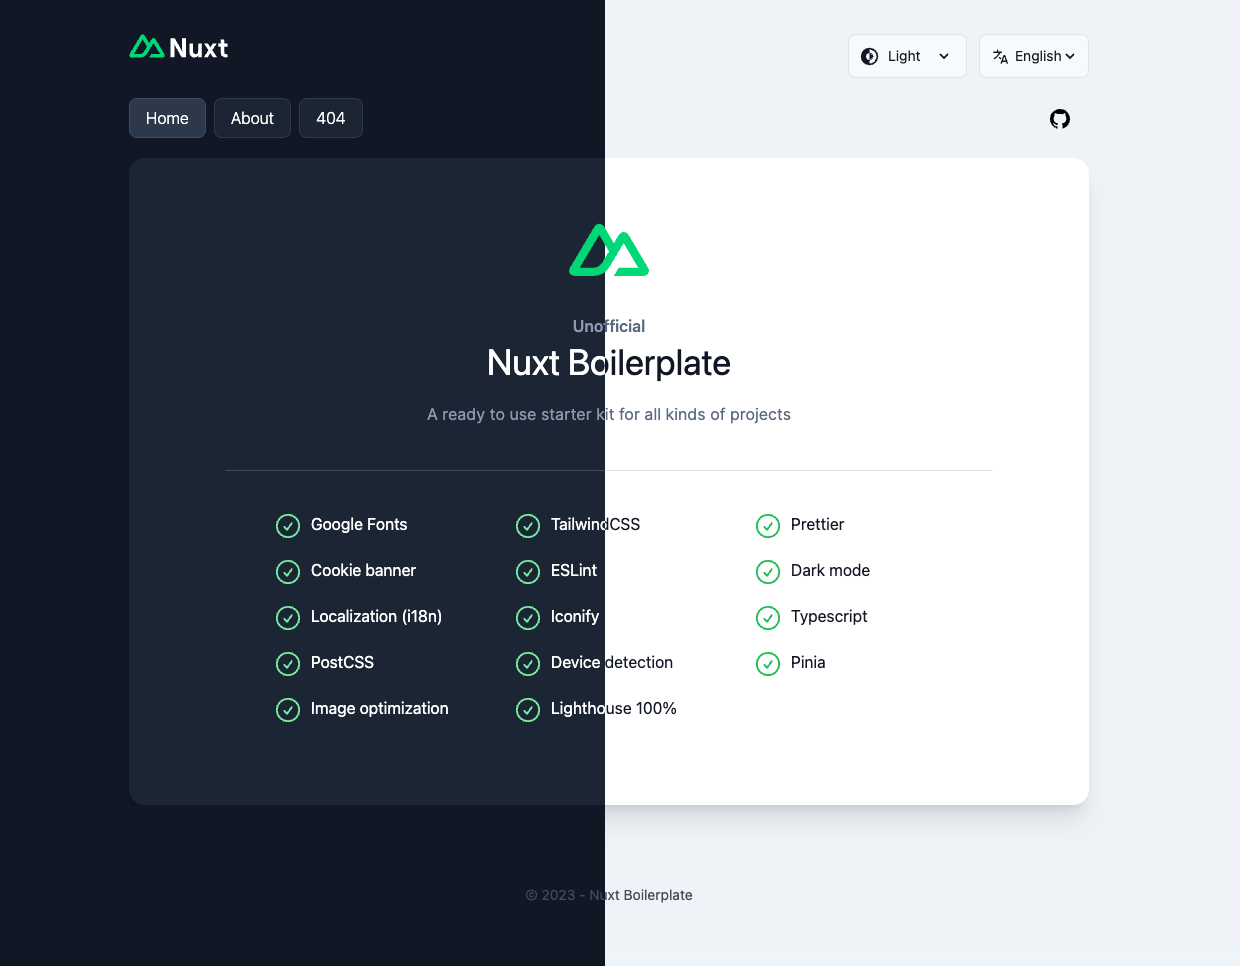 Nuxt
Light
English
Home
About
404
Unofficial
Nuxt Boilerplate
A ready to use starter kit for all kinds of projects
Google Fonts
TailwindCSS
Prettier
Cookie banner
ESLint
Dark mode
Localization (i18n)
Iconify
Typescript
PostCSS
Device detection
Pinia
Image optimization
Lighthouse 100%
© 2023 - Nuxt Boilerplate